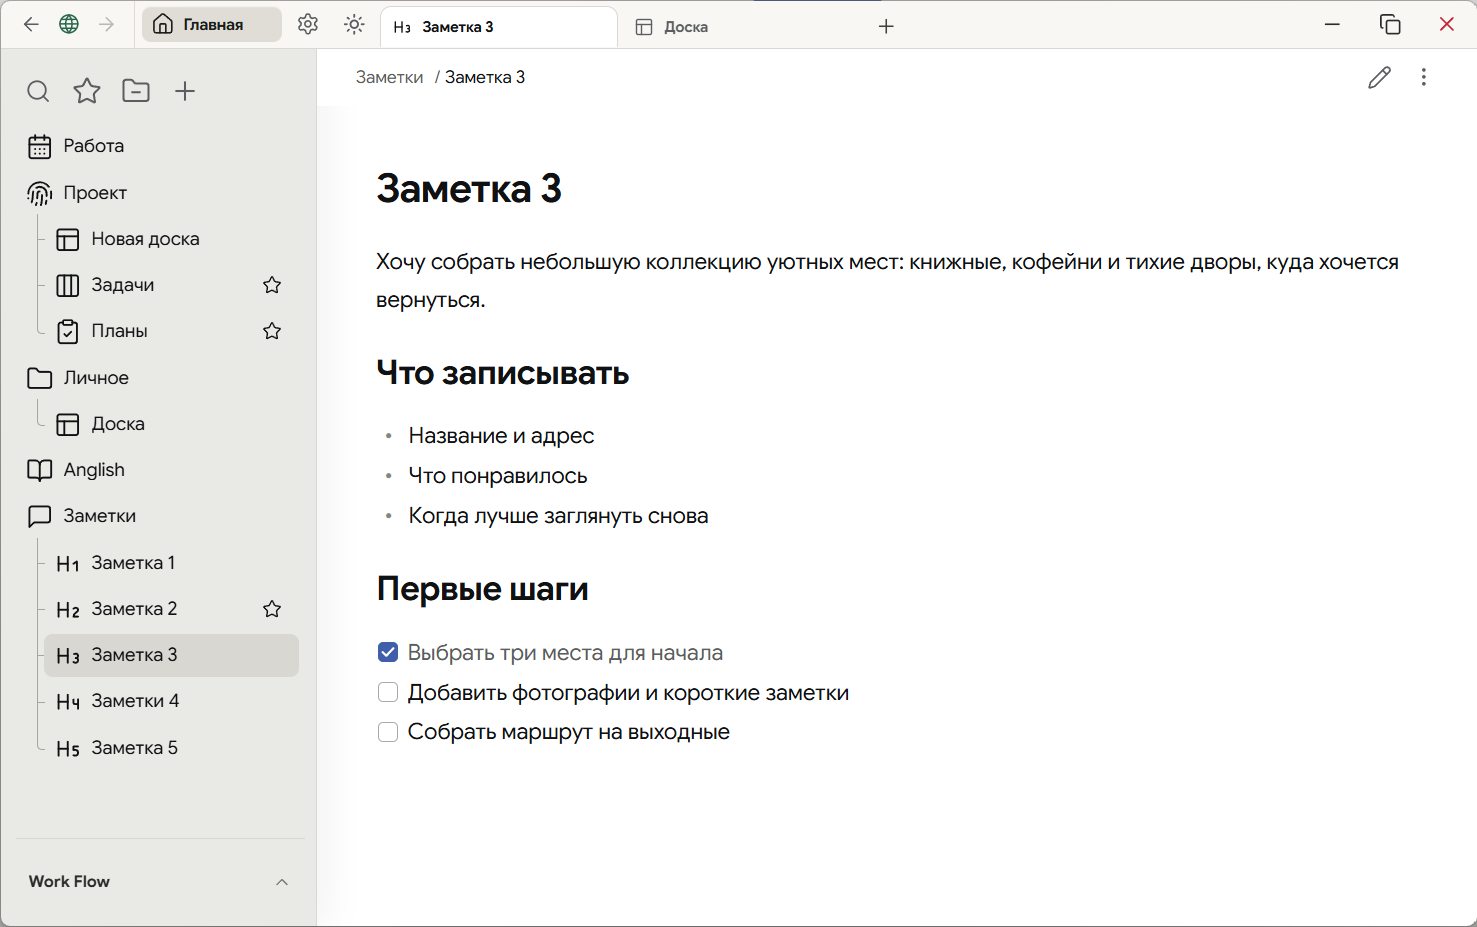 Главная
H3 Заметка 3
Доска
Работа
Проект
Новая доска
Задачи
Планы
Личное
Доска
Anglish
Заметки
H1 Заметка 1
H2 Заметка 2
H3 Заметка 3
H4 Заметки 4
H5 Заметка 5
Work Flow
Заметки / Заметка 3
Заметка 3
Хочу собрать небольшую коллекцию уютных мест: книжные, кофейни и тихие дворы, куда хочется
вернуться.
Что записывать
• Название и адрес
• Что понравилось
• Когда лучше заглянуть снова
Первые шаги
Выбрать три места для начала
Добавить фотографии и короткие заметки
Собрать маршрут на выходные